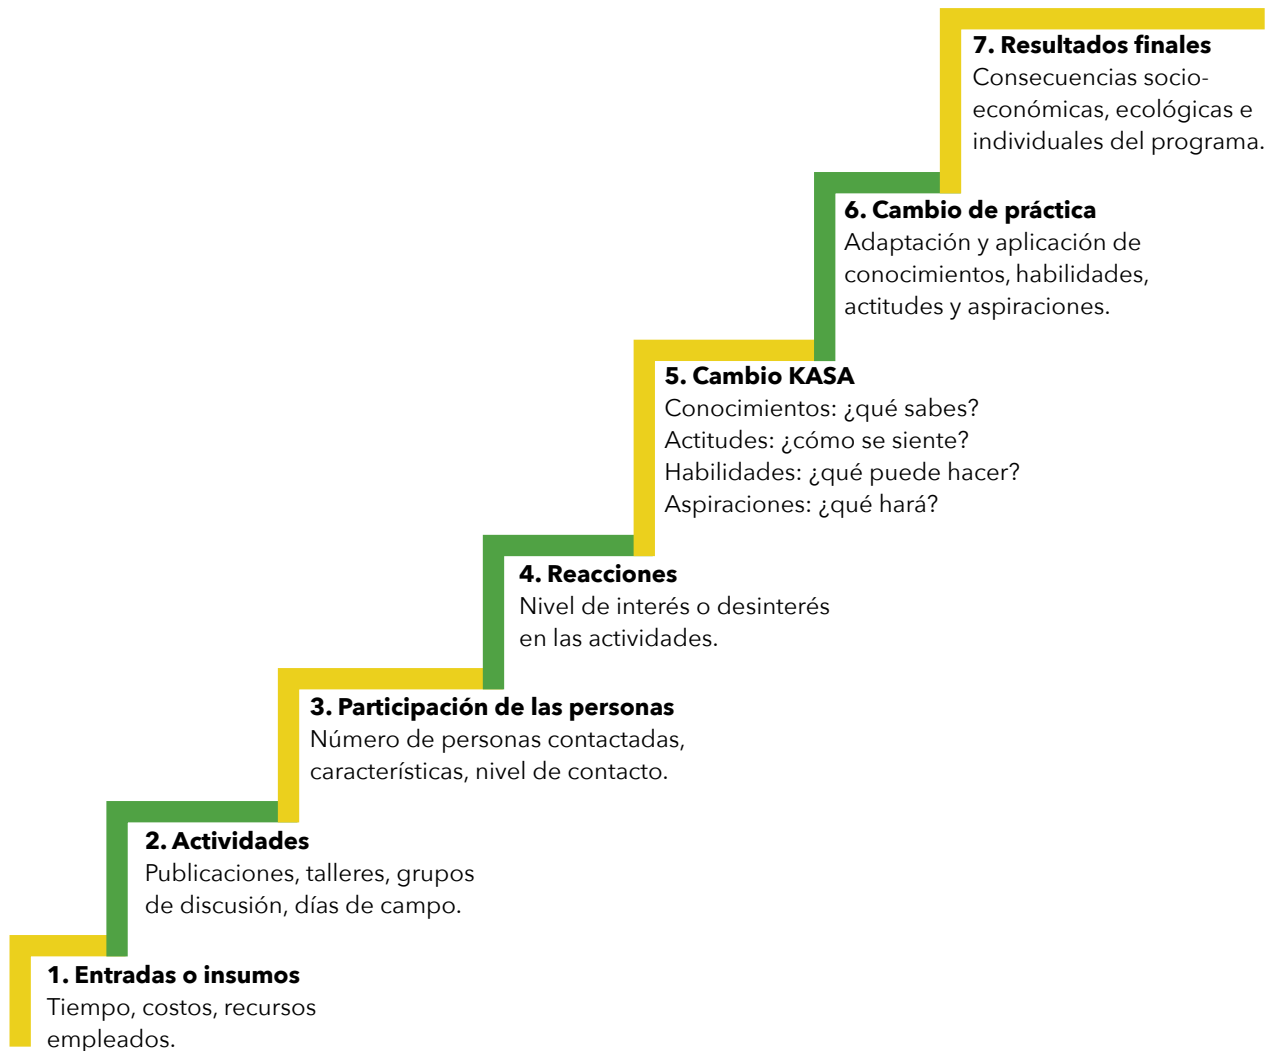 7. Resultados finales
Consecuencias socio-
económicas, ecológicas e
individuales del programa.
6. Cambio de práctica
Adaptación y aplicación de
conocimientos, habilidades,
actitudes y aspiraciones.
5. Cambio KASA
Conocimientos: ¿qué sabes?
Actitudes: ¿cómo se siente?
Habilidades: ¿qué puede hacer?
Aspiraciones: ¿qué hará?
4. Reacciones
Nivel de interés o desinterés
en las actividades.
3. Participación de las personas
Número de personas contactadas,
características, nivel de contacto.
2. Actividades
Publicaciones, talleres, grupos
de discusión, días de campo.
1. Entradas o insumos
Tiempo, costos, recursos
empleados.